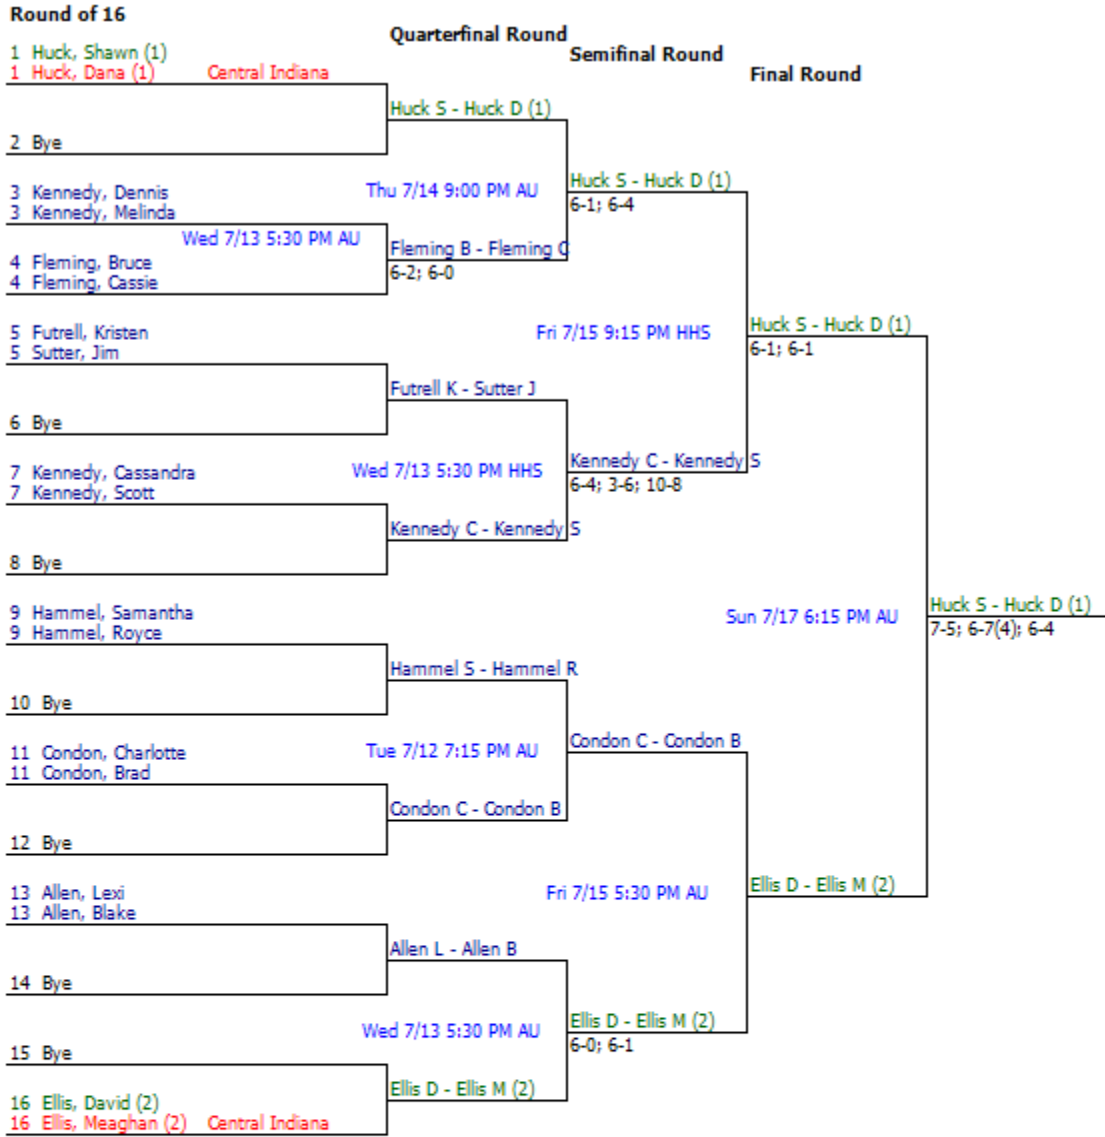 Round of 16
Quarterfinal Round
Semifinal Round
Final Round
1 Huck, Shawn (1)
1 Huck, Dana (1) Central Indiana
Huck S - Huck D (1)
2 Bye
Thu 7/14 9:00 PM AU
Huck S - Huck D (1)
6-1; 6-4
3 Kennedy, Dennis
3 Kennedy, Melinda
Wed 7/13 5:30 PM AU
Fleming B - Fleming C
6-2; 6-0
4 Fleming, Bruce
4 Fleming, Cassie
Fri 7/15 9:15 PM HHS
Huck S - Huck D (1)
6-1; 6-1
5 Futrell, Kristen
5 Sutter, Jim
Futrell K - Sutter J
6 Bye
Wed 7/13 5:30 PM HHS
Kennedy C - Kennedy S
6-4; 3-6; 10-8
7 Kennedy, Cassandra
7 Kennedy, Scott
Kennedy C - Kennedy S
8 Bye
Sun 7/17 6:15 PM AU
Huck S - Huck D (1)
7-5; 6-7(4); 6-4
9 Hammel, Samantha
9 Hammel, Royce
Hammel S - Hammel R
10 Bye
Tue 7/12 7:15 PM AU
Condon C - Condon B
11 Condon, Charlotte
11 Condon, Brad
Condon C - Condon B
12 Bye
Fri 7/15 5:30 PM AU
Ellis D - Ellis M (2)
13 Allen, Lexi
13 Allen, Blake
Allen L - Allen B
14 Bye
Wed 7/13 5:30 PM AU
Ellis D - Ellis M (2)
6-0; 6-1
15 Bye
Ellis D - Ellis M (2)
16 Ellis, David (2)
16 Ellis, Meaghan (2) Central Indiana